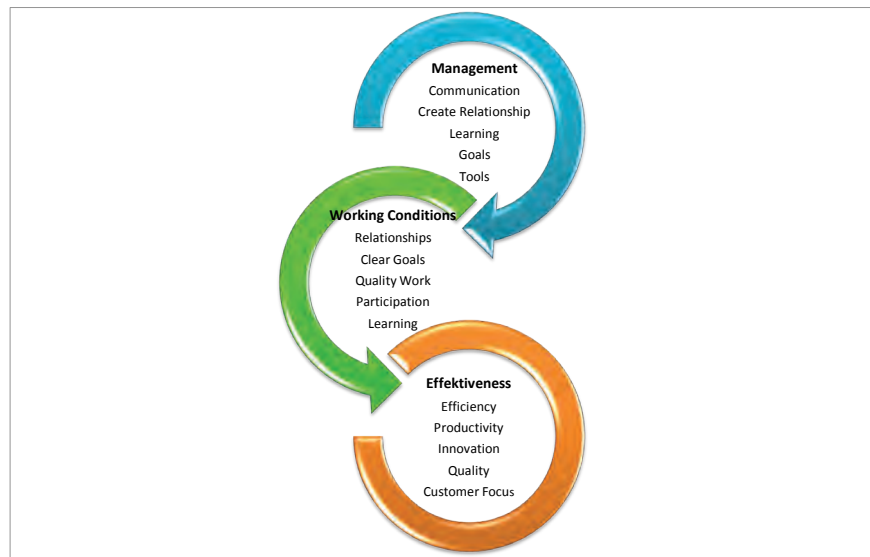 Management
Communication
Create Relationship
Learning
Goals
Tools
Working Conditions
Relationships
Clear Goals
Quality Work
Participation
Learning
Effektiveness
Efficiency
Productivity
Innovation
Quality
Customer Focus